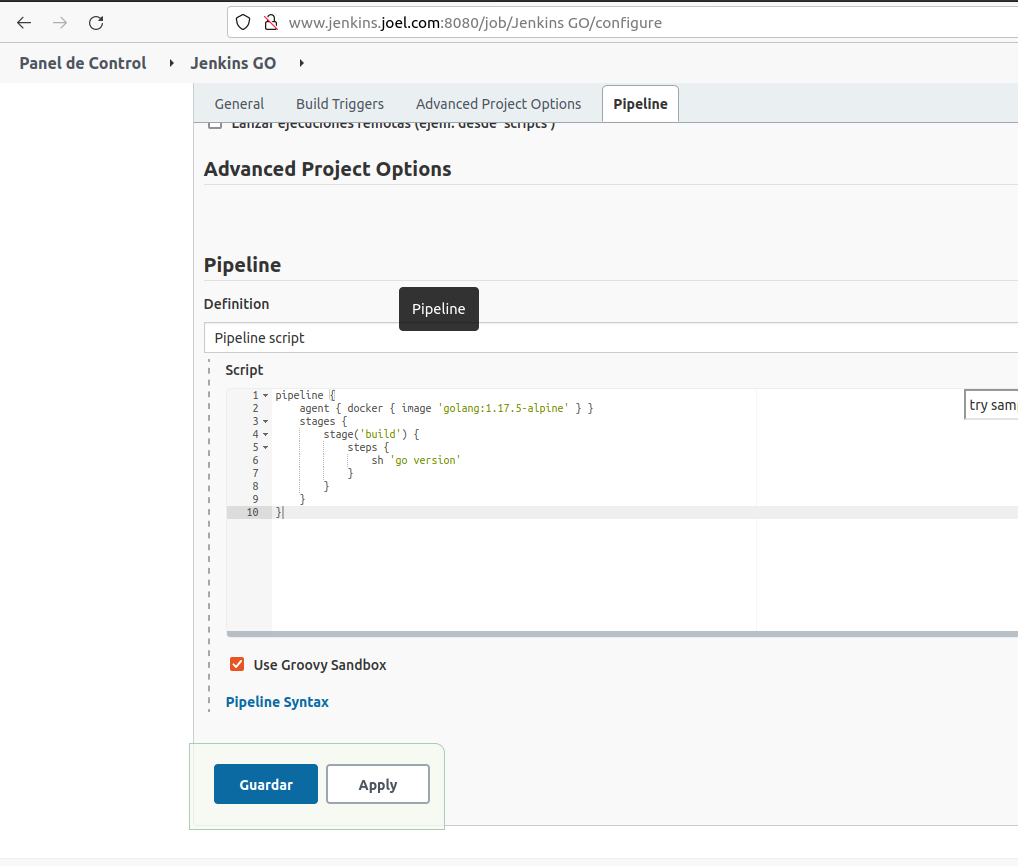 www.jenkins.joel.com:8080/job/Jenkins GO/configure
Panel de Control Jenkins GO
General Build Triggers Advanced Project Options Pipeline
Lanzar ejecuciones remotas (ejem: desde 'scripts')
Advanced Project Options
Pipeline
Definition
Pipeline
Pipeline script
Script
try sam
1 pipeline {
2 agent { docker { image 'golang:1.17.5-alpine' } }
3 stages {
4 stage('build') {
5 steps {
6 sh 'go version'
7 }
8 }
9 }
10 }
Use Groovy Sandbox
Pipeline Syntax
Guardar Apply